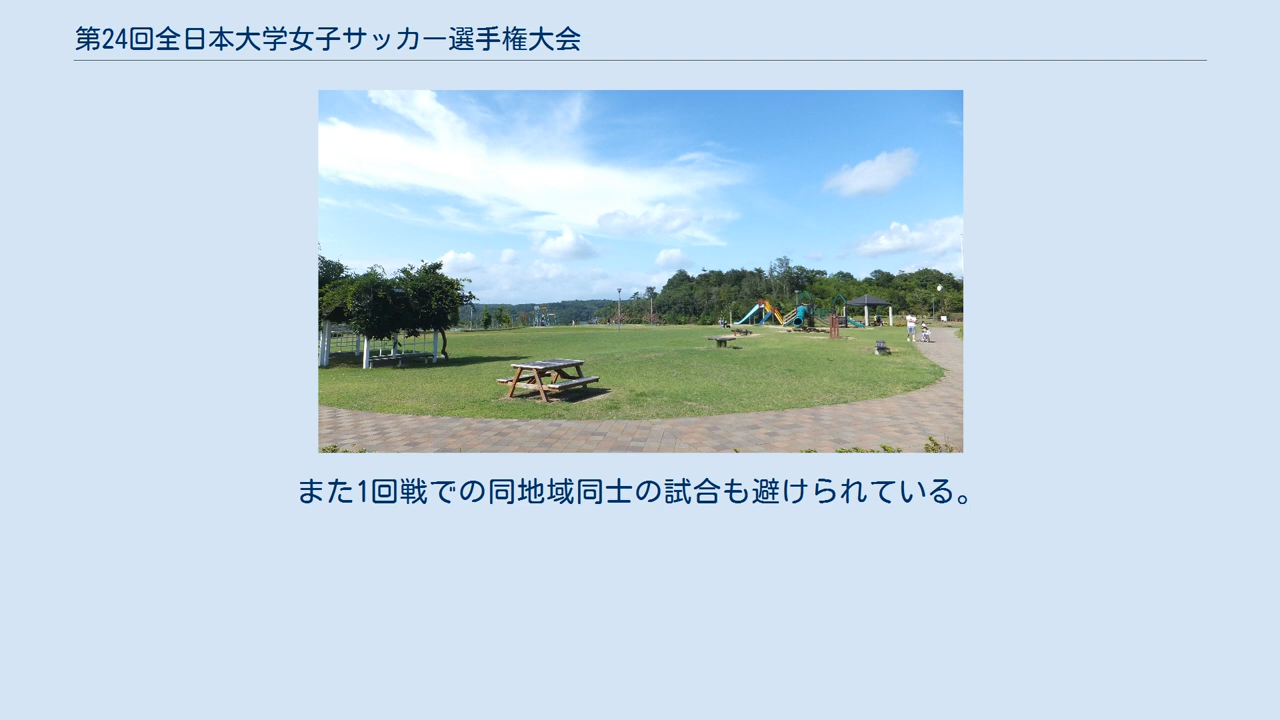 第24回全日本大学女子サッカー選手権大会
また1回戦での同地域同士の試合も避けられている。